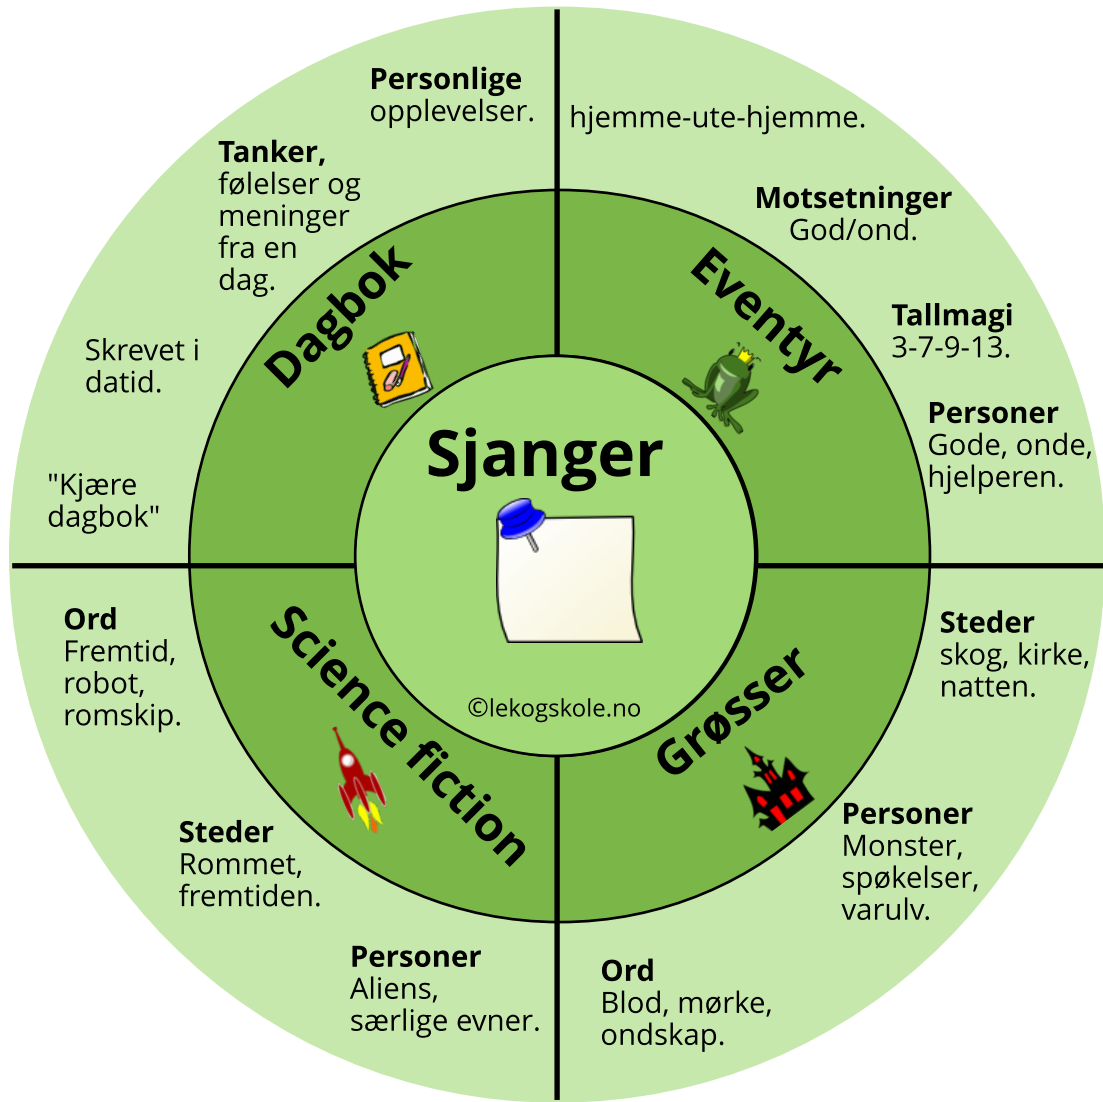 Sjanger
©lekogskole.no
Dagbok
Personlige
opplevelser.
Tanker,
følelser og
meninger
fra en
dag.
Skrevet i
datid.
"Kjære
dagbok"
Eventyr
hjemme-ute-hjemme.
Motsetninger
God/ond.
Tallmagi
3-7-9-13.
Personer
Gode, onde,
hjelperen.
Science fiction
Ord
Fremtid,
robot,
romskip.
Steder
Rommet,
fremtiden.
Personer
Aliens,
særlige evner.
Grøsser
Steder
skog, kirke,
natten.
Personer
Monster,
spøkelser,
varulv.
Ord
Blod, mørke,
ondskap.